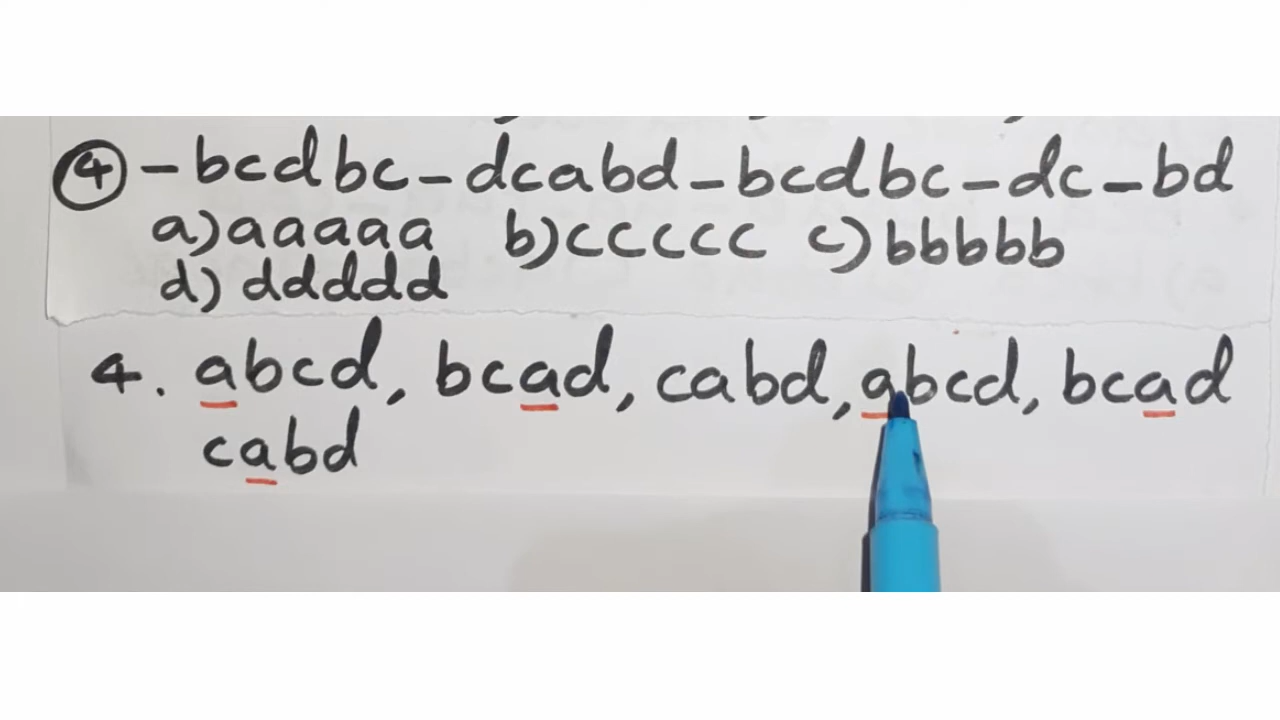 ④ -bcdbc-dcabd-bcdbc-dc-bd
a)aaaaa b)ccccc c)bbbbb
d)ddddd
4. abcd, bcad, cabd, abcd, bcad
cabd